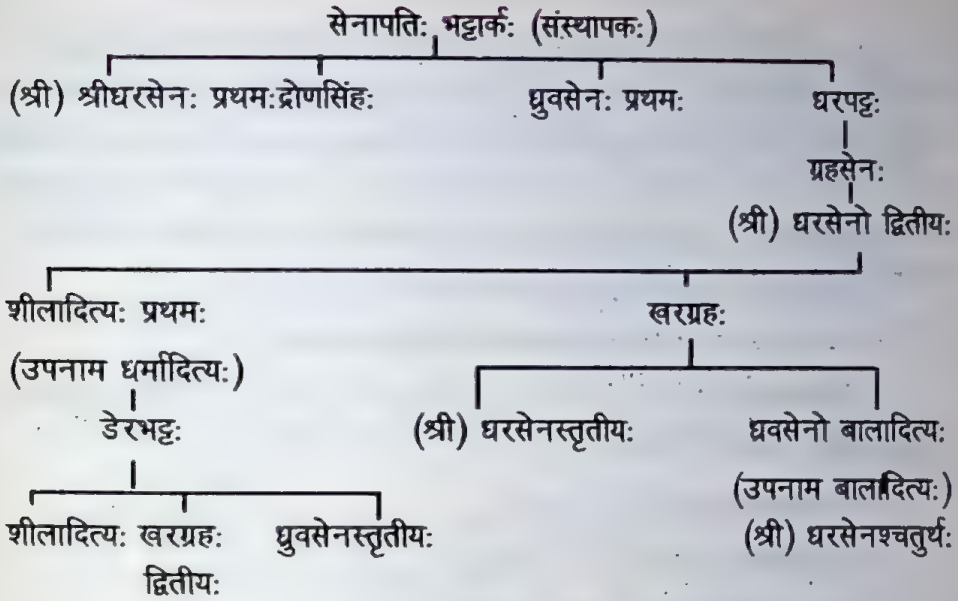 सेनापतिः भट्टार्कः (संस्थापकः)
(श्री) श्रीधरसेनः प्रथमः द्रोणसिंहः ध्रुवसेनः प्रथमः धरपट्टः
ग्रहसेनः
(श्री) धरसेनो द्वितीयः
शीलादित्यः प्रथमः खरग्रहः
(उपनाम धर्मादित्यः)
डेरभट्टः (श्री) धरसेनस्तृतीयः ध्रवसेनो बालादित्यः
(उपनाम बालादित्यः)
शीलादित्यः खरग्रहः ध्रुवसेनस्तृतीयः (श्री) धरसेनश्चतुर्थः
द्वितीयः